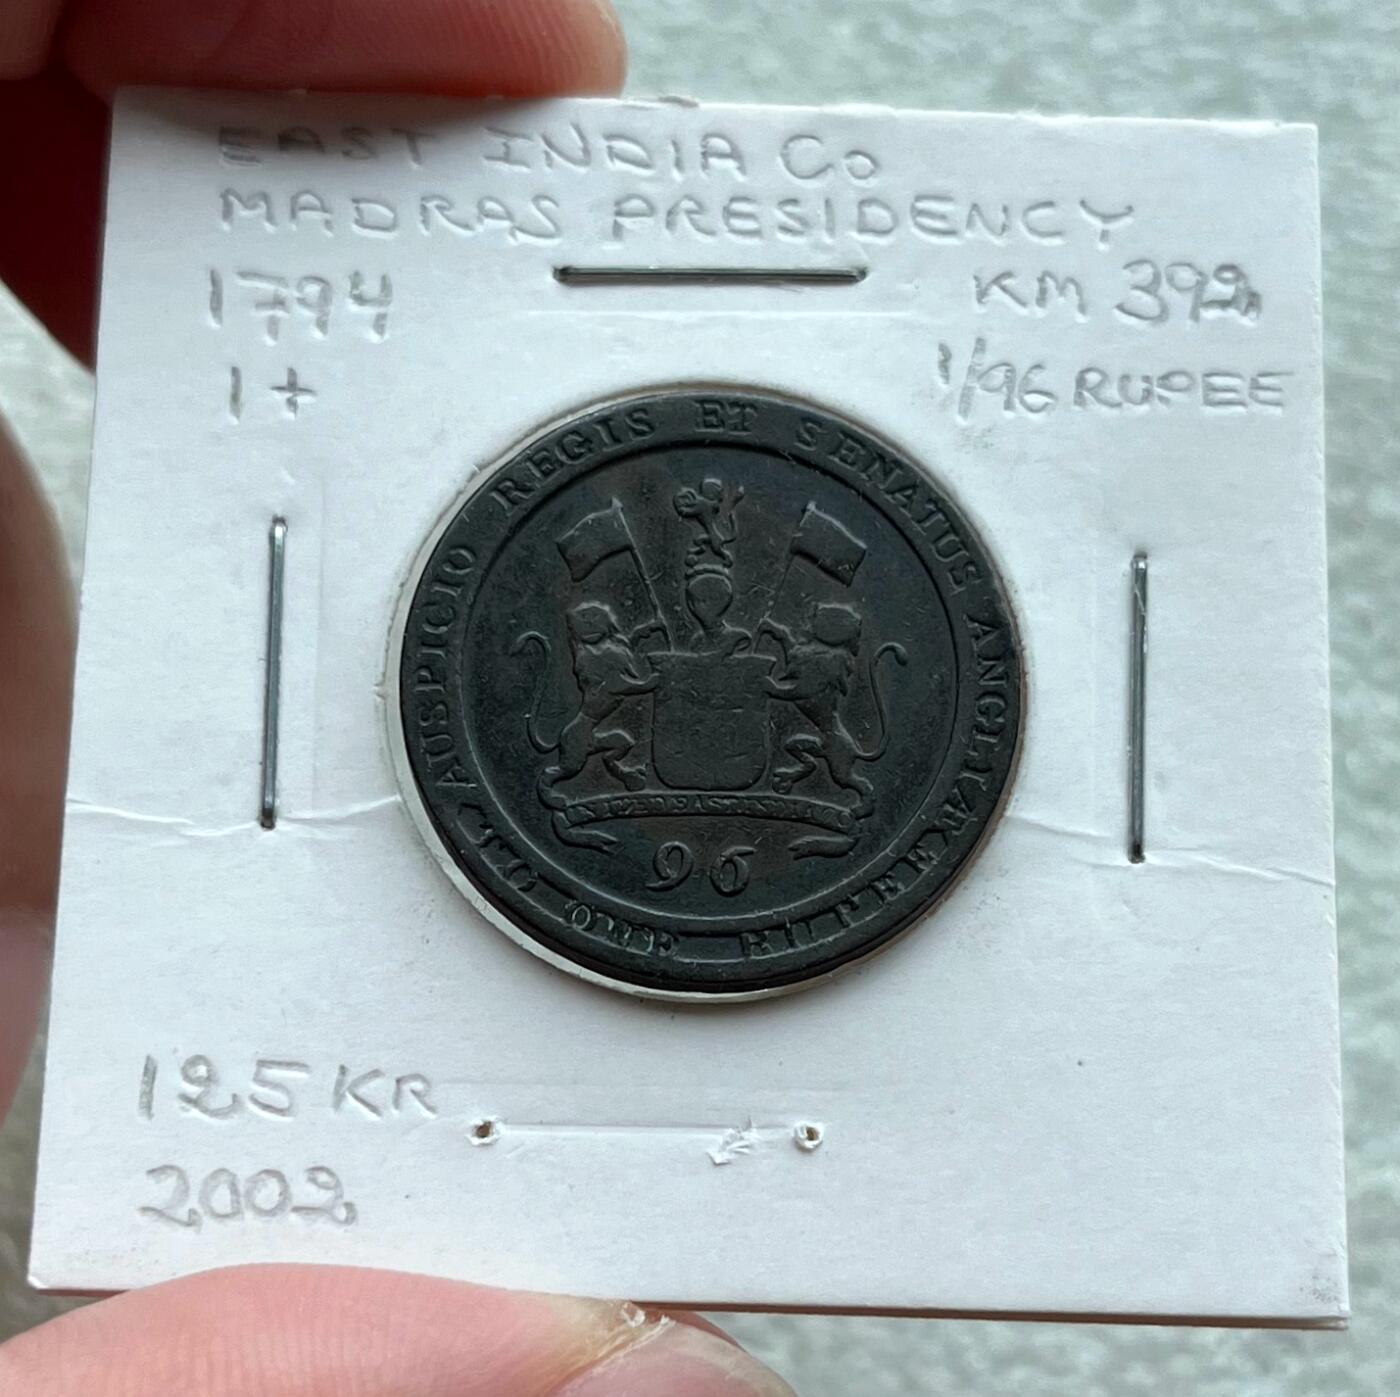 EAST INDIA Co
MADRAS PRESIDENCY
1794
KM 392
1+
1/96 RUPEE
AUSPICIO REGIS ET SENATUS ANGLIAE
96
TO ONE RUPEE
125 KR
2002